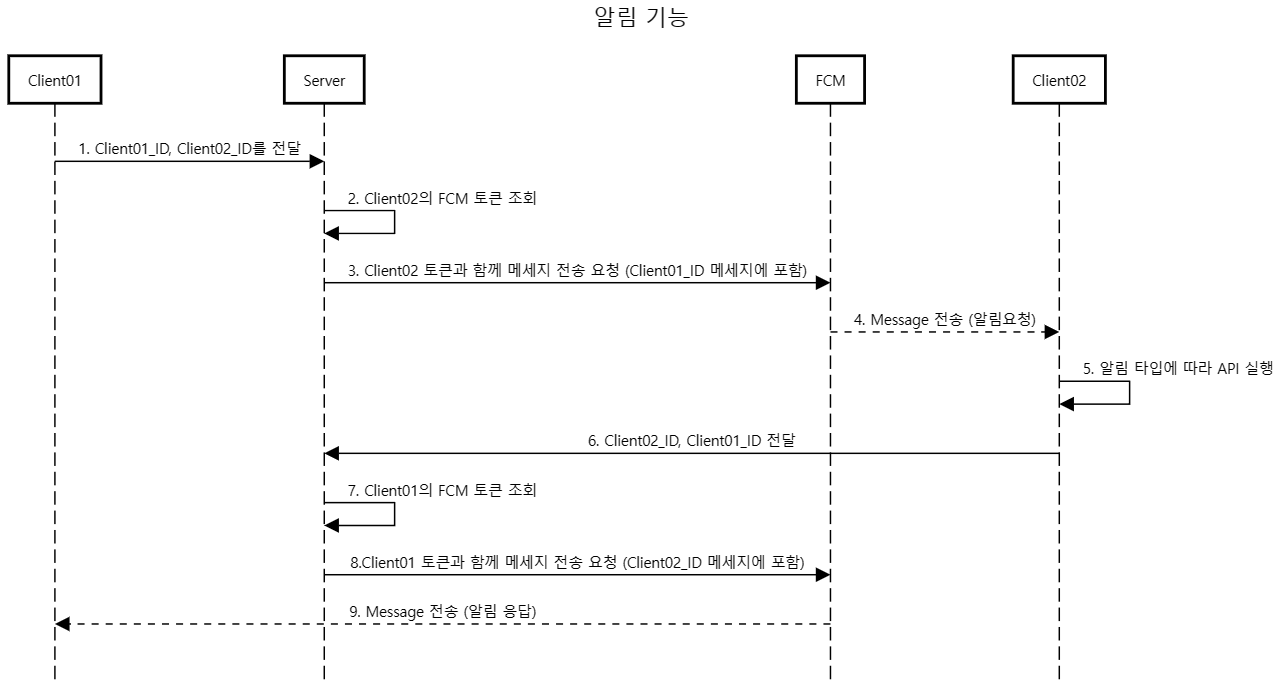 알림 기능
Client01
Server
FCM
Client02
1. Client01_ID, Client02_ID를 전달
2. Client02의 FCM 토큰 조회
3. Client02 토큰과 함께 메세지 전송 요청 (Client01_ID 메세지에 포함)
4. Message 전송 (알림요청)
5. 알림 타입에 따라 API 실행
6. Client02_ID, Client01_ID 전달
7. Client01의 FCM 토큰 조회
8.Client01 토큰과 함께 메세지 전송 요청 (Client02_ID 메세지에 포함)
9. Message 전송 (알림 응답)